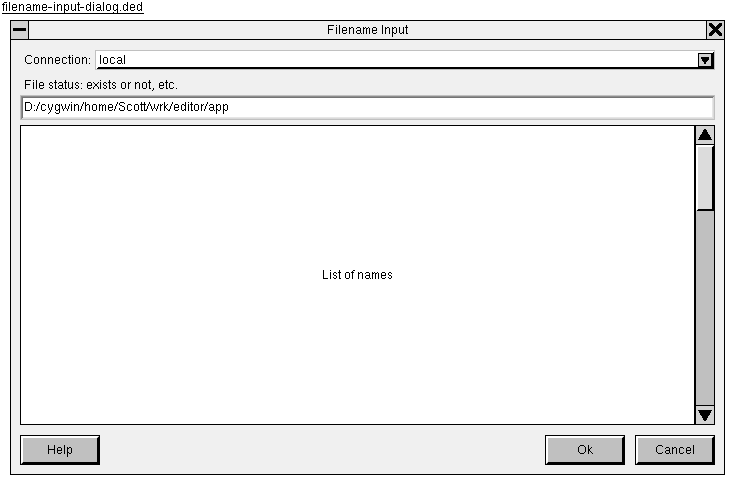 filename-input-dialog.ded
Filename Input
Connection: local
File status: exists or not, etc.
D:/cygwin/home/Scott/wrk/editor/app
List of names
Help Ok Cancel